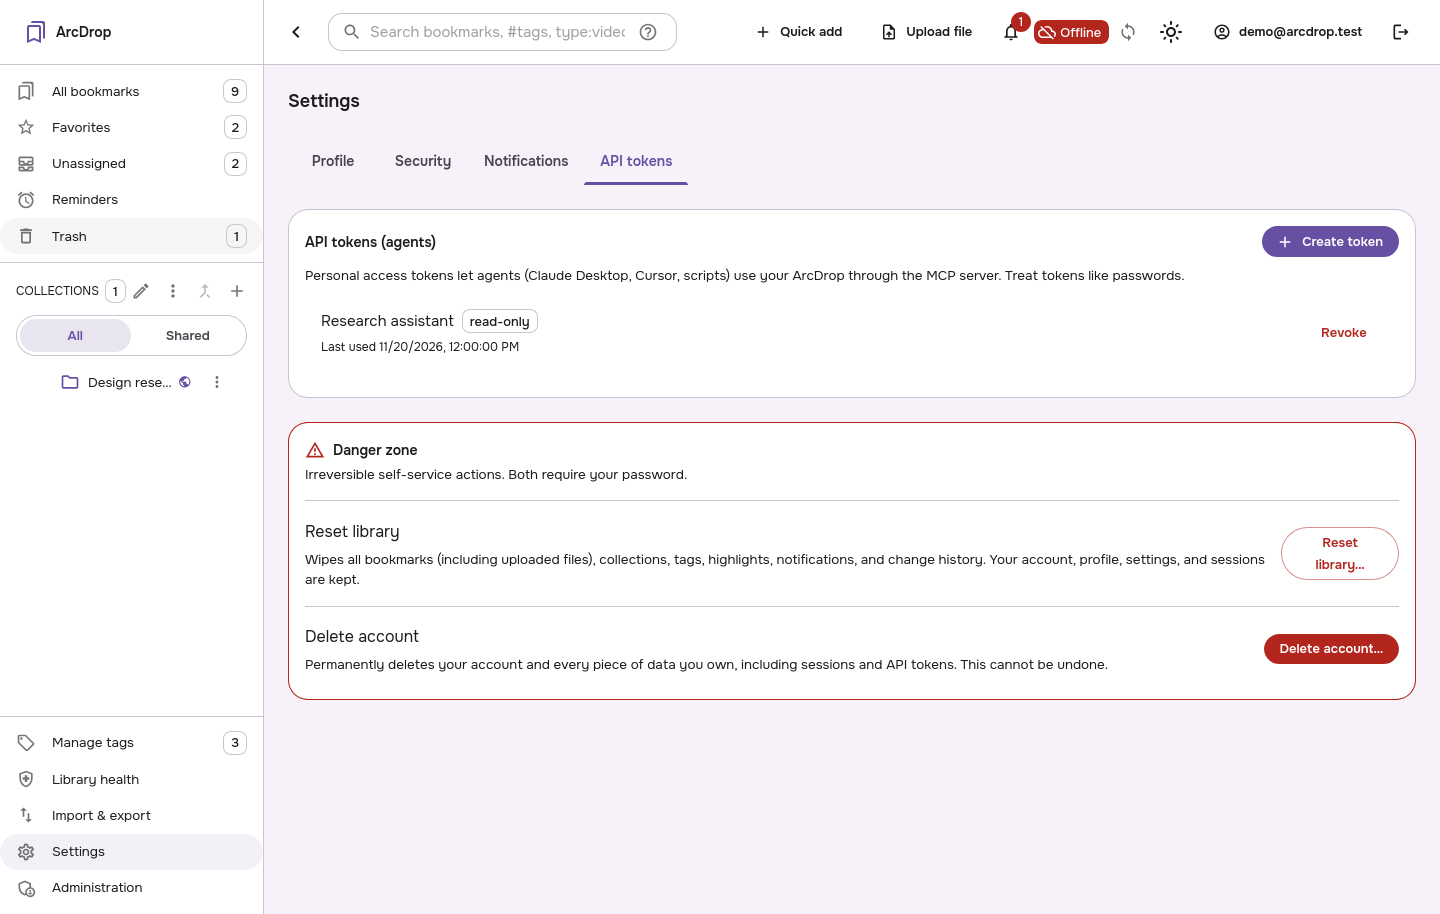 ArcDrop
Search bookmarks, #tags, type:video
Quick add
Upload file
1
Offline
demo@arcdrop.test
All bookmarks 9
Favorites 2
Unassigned 2
Reminders
Trash 1
COLLECTIONS 1
All
Shared
Design rese...
Manage tags 3
Library health
Import & export
Settings
Administration
Settings
Profile
Security
Notifications
API tokens
API tokens (agents)
Create token
Personal access tokens let agents (Claude Desktop, Cursor, scripts) use your ArcDrop through the MCP server. Treat tokens like passwords.
Research assistant read-only
Last used 11/20/2026, 12:00:00 PM
Revoke
Danger zone
Irreversible self-service actions. Both require your password.
Reset library
Wipes all bookmarks (including uploaded files), collections, tags, highlights, notifications, and change history. Your account, profile, settings, and sessions
are kept.
Reset
library...
Delete account
Permanently deletes your account and every piece of data you own, including sessions and API tokens. This cannot be undone.
Delete account...